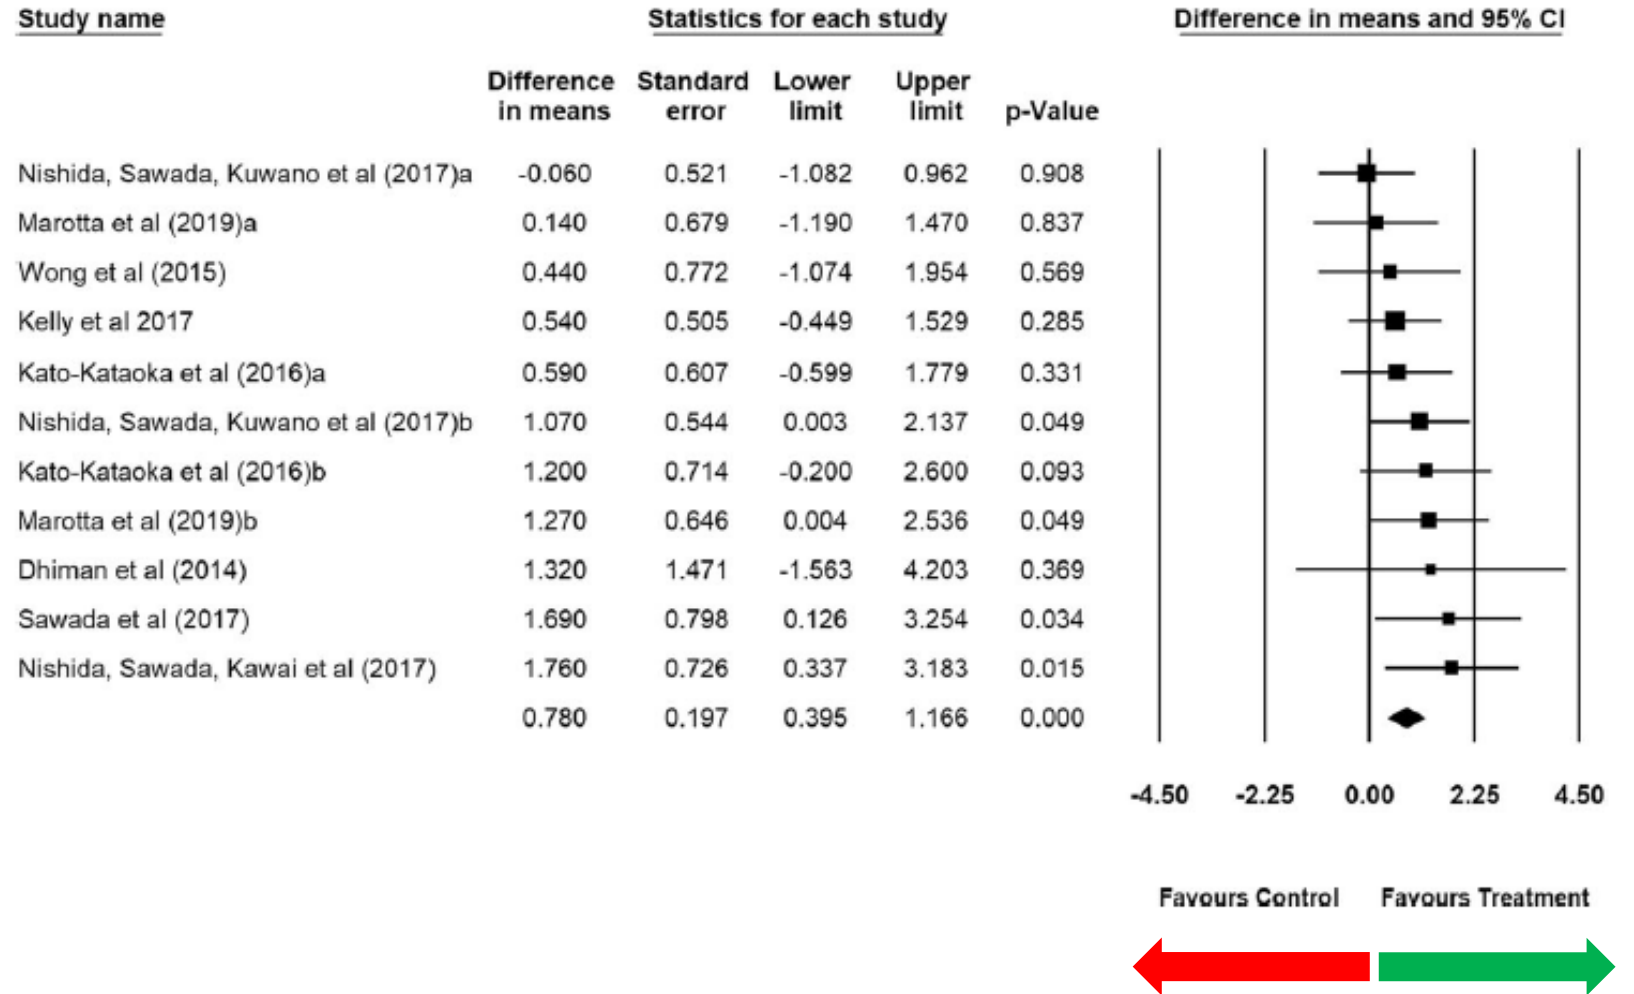 Study name Statistics for each study Difference in means and 95% CI
Difference in means Standard error Lower limit Upper limit p-Value
Nishida, Sawada, Kuwano et al (2017)a -0.060 0.521 -1.082 0.962 0.908
Marotta et al (2019)a 0.140 0.679 -1.190 1.470 0.837
Wong et al (2015) 0.440 0.772 -1.074 1.954 0.569
Kelly et al 2017 0.540 0.505 -0.449 1.529 0.285
Kato-Kataoka et al (2016)a 0.590 0.607 -0.599 1.779 0.331
Nishida, Sawada, Kuwano et al (2017)b 1.070 0.544 0.003 2.137 0.049
Kato-Kataoka et al (2016)b 1.200 0.714 -0.200 2.600 0.093
Marotta et al (2019)b 1.270 0.646 0.004 2.536 0.049
Dhiman et al (2014) 1.320 1.471 -1.563 4.203 0.369
Sawada et al (2017) 1.690 0.798 0.126 3.254 0.034
Nishida, Sawada, Kawai et al (2017) 1.760 0.726 0.337 3.183 0.015
0.780 0.197 0.395 1.166 0.000
-4.50 -2.25 0.00 2.25 4.50
Favours Control Favours Treatment